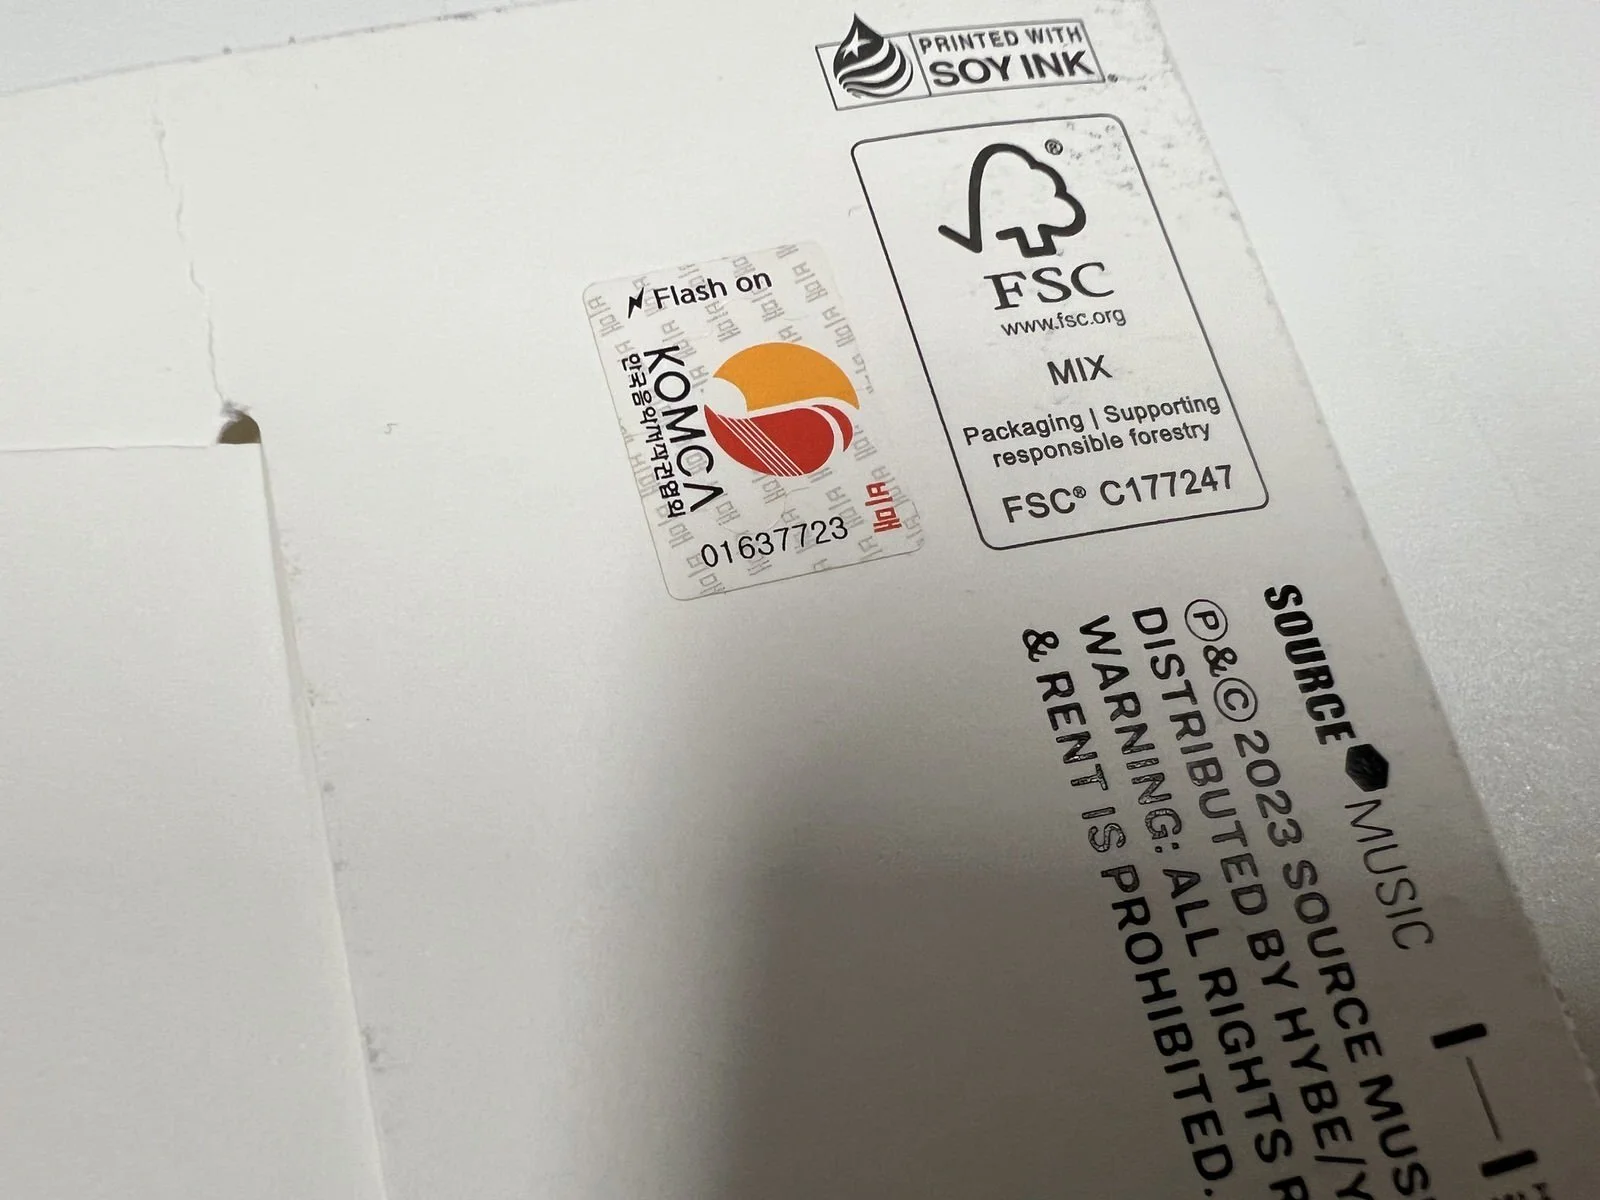 PRINTED WITH
SOY INK
FSC®
www.fsc.org
MIX
Packaging | Supporting
responsible forestry
FSC® C177247
Flash on
KOMCA
한국음악저작권협회
01637723
SOURCE MUSIC
Ⓟ&Ⓒ 2023 SOURCE
DISTRIBUTED BY HYBE/
WARNING: ALL RIGHTS
& RENT IS PROHIBITED.